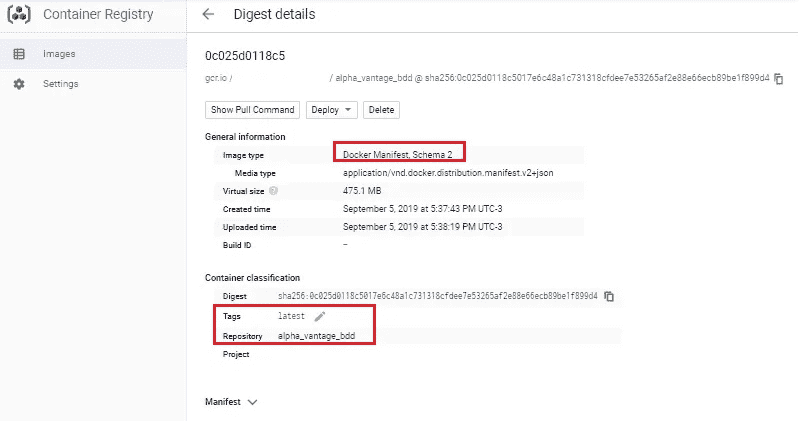 Container Registry
Digest details
Images
Settings
0c025d0118c5
gcr.io / / alpha_vantage_bdd @ sha256:0c025d0118c5017e6c48a1c731318cfdee7e53265af2e88e66ecb89be1f899d4
Show Pull Command Deploy Delete
General information
Image type Docker Manifest, Schema 2
Media type application/vnd.docker.distribution.manifest.v2+json
Virtual size 475.1 MB
Created time September 5, 2019 at 5:37:43 PM UTC-3
Uploaded time September 5, 2019 at 5:38:19 PM UTC-3
Build ID –
Container classification
Digest sha256:0c025d0118c5017e6c48a1c731318cfdee7e53265af2e88e66ecb89be1f899d4
Tags latest
Repository alpha_vantage_bdd
Project
Manifest